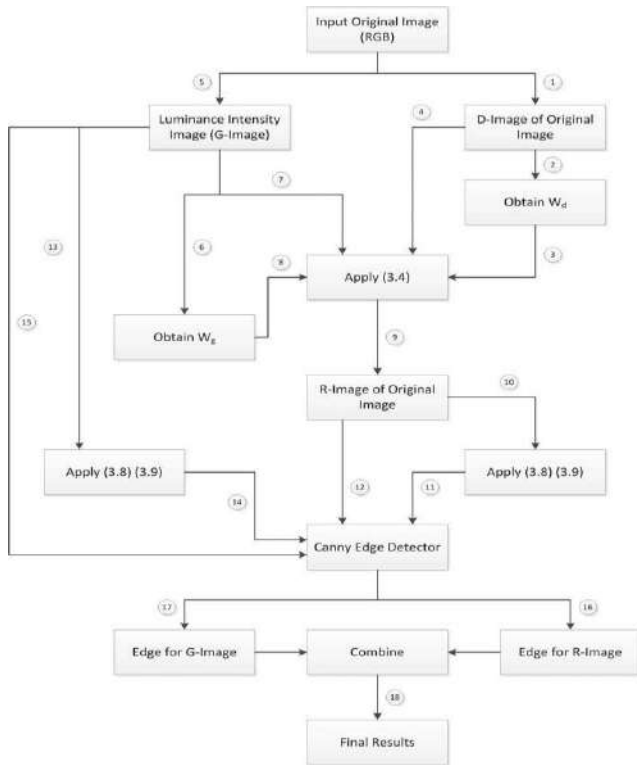 Input Original Image
(RGB)
5
1
Luminance Intensity
Image (G-Image)
4
D-Image of Original
Image
2
7
Obtain Wd
13
6
8
3
Apply (3.4)
15
Obtain Wg
9
R-Image of Original
Image
10
Apply (3.8) (3.9)
Apply (3.8) (3.9)
14
12
11
Canny Edge Detector
17
16
Edge for G-Image
Combine
Edge for R-Image
18
Final Results